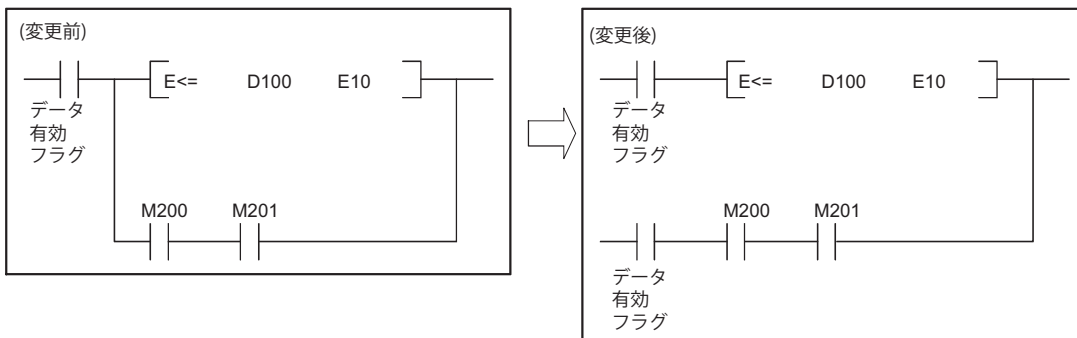 (変更前)
E<= D100 E10
データ
有効
フラグ
M200 M201
(変更後)
E<= D100 E10
データ
有効
フラグ
M200 M201
データ
有効
フラグ